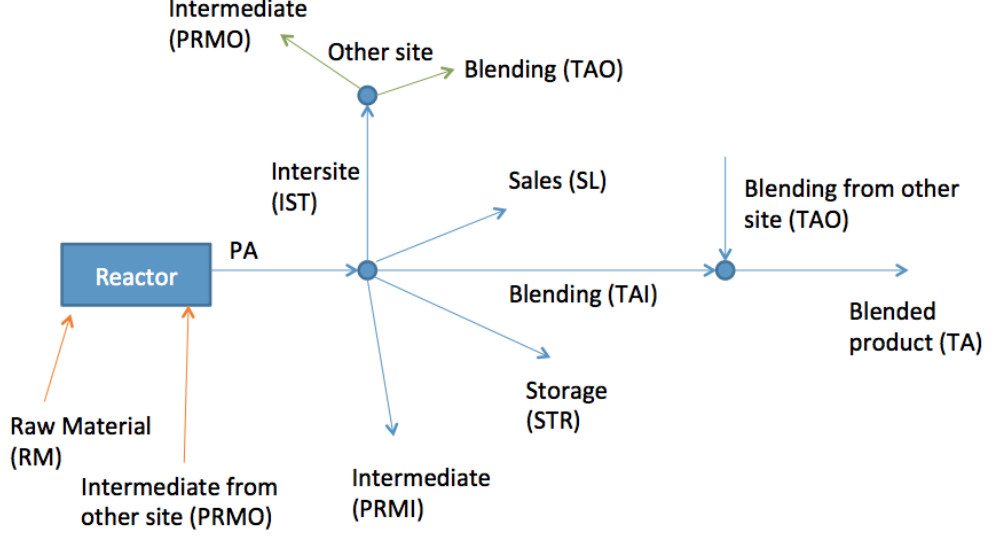 Intermediate
(PRMO)
Other site
Blending (TAO)
Intersite
(IST)
Sales (SL)
Blending from other
site (TAO)
PA
Reactor
Blending (TAI)
Blended
product (TA)
Storage
(STR)
Raw Material
(RM)
Intermediate from
other site (PRMO)
Intermediate
(PRMI)